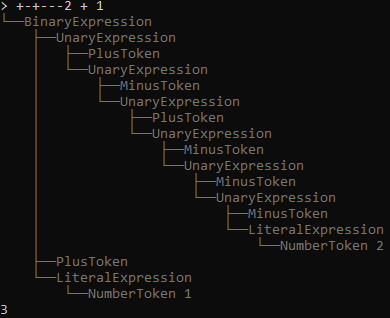 > +-+---2 + 1
└──BinaryExpression
    ├──UnaryExpression
    │   ├──PlusToken
    │   └──UnaryExpression
    │       ├──MinusToken
    │       └──UnaryExpression
    │           ├──PlusToken
    │           └──UnaryExpression
    │               ├──MinusToken
    │               └──UnaryExpression
    │                   ├──MinusToken
    │                   └──UnaryExpression
    │                       ├──MinusToken
    │                       └──LiteralExpression
    │                           └──NumberToken 2
    ├──PlusToken
    └──LiteralExpression
        └──NumberToken 1
3